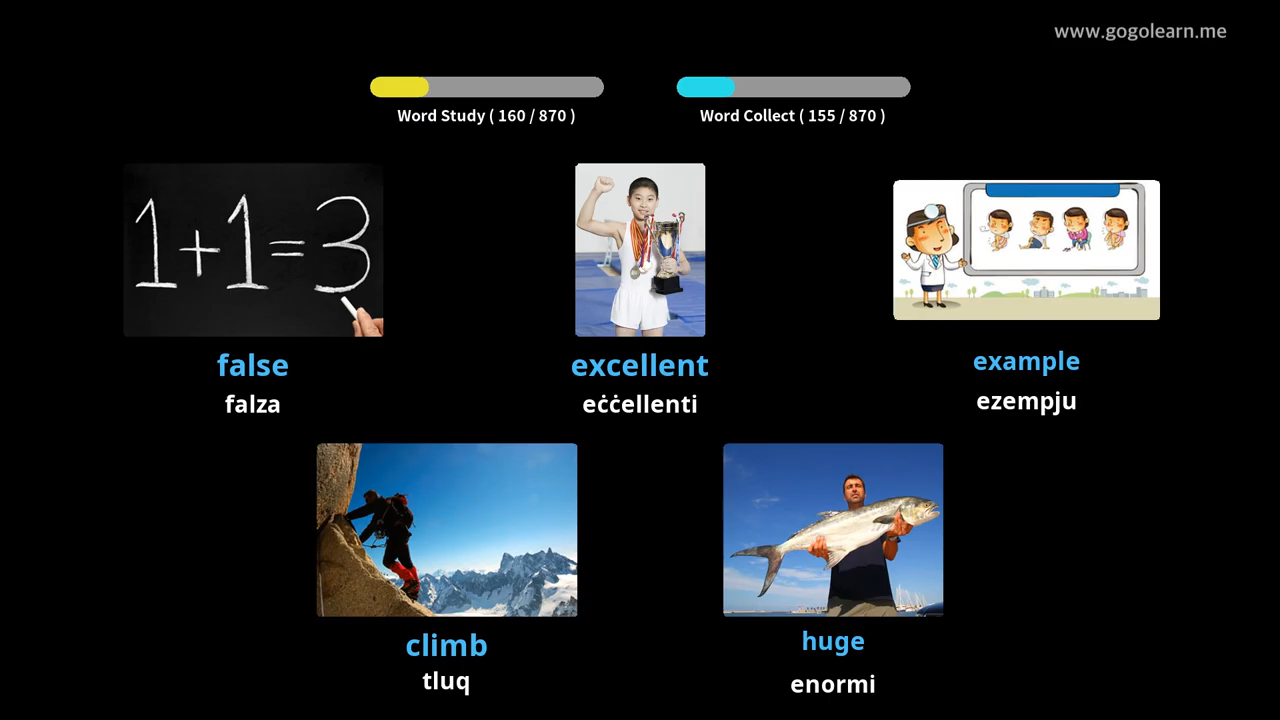 www.gogolearn.me
Word Study ( 160 / 870 )
Word Collect ( 155 / 870 )
1+1=3
false
falza
excellent
eċċellenti
example
ezempju
climb
tluq
huge
enormi